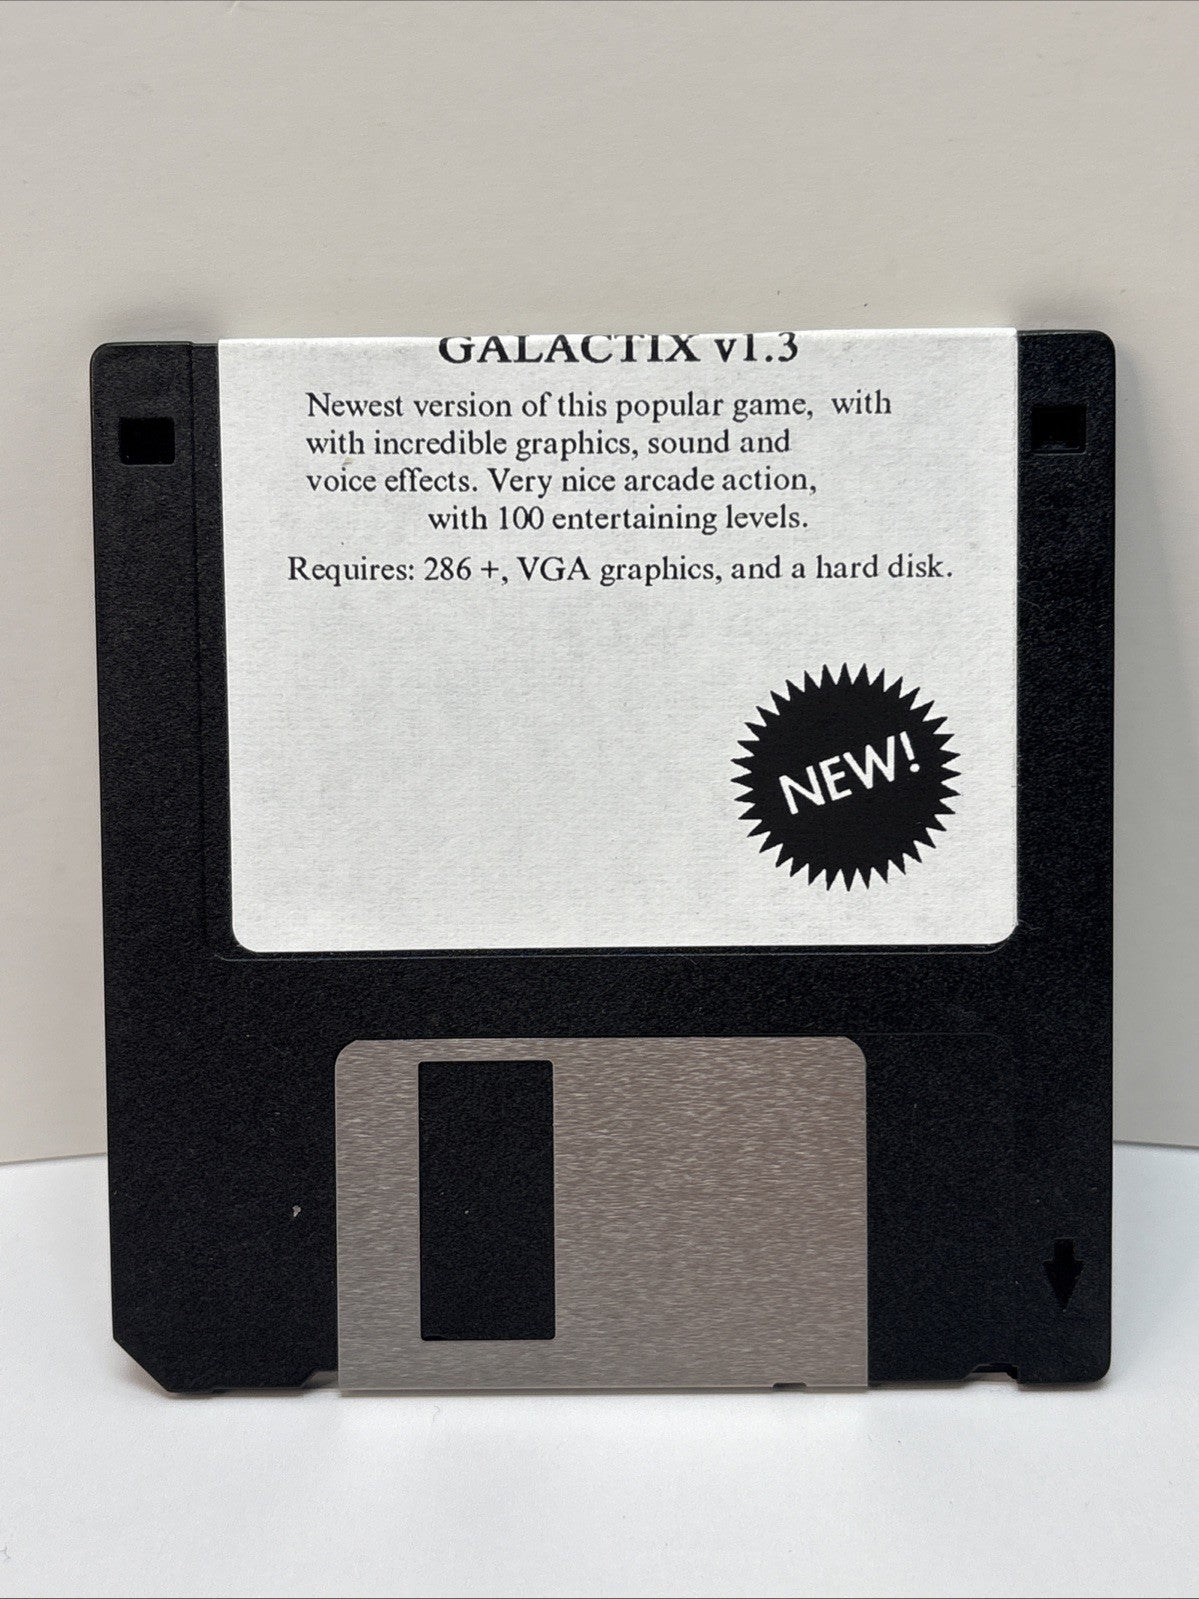 GALACTIX v1.3
Newest version of this popular game, with
with incredible graphics, sound and
voice effects. Very nice arcade action,
with 100 entertaining levels.
Requires: 286 +, VGA graphics, and a hard disk.
NEW!